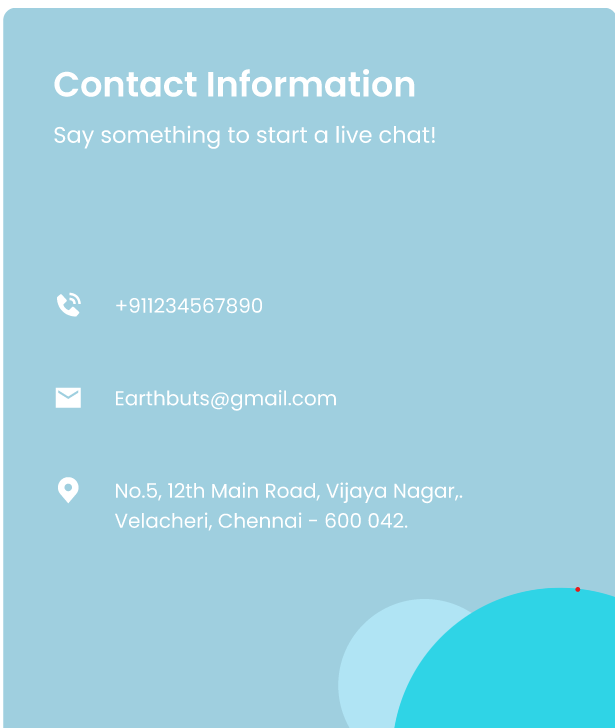 Contact Information
Say something to start a live chat!
+911234567890
Earthbuts@gmail.com
No.5, 12th Main Road, Vijaya Nagar,.
Velacheri, Chennai - 600 042.